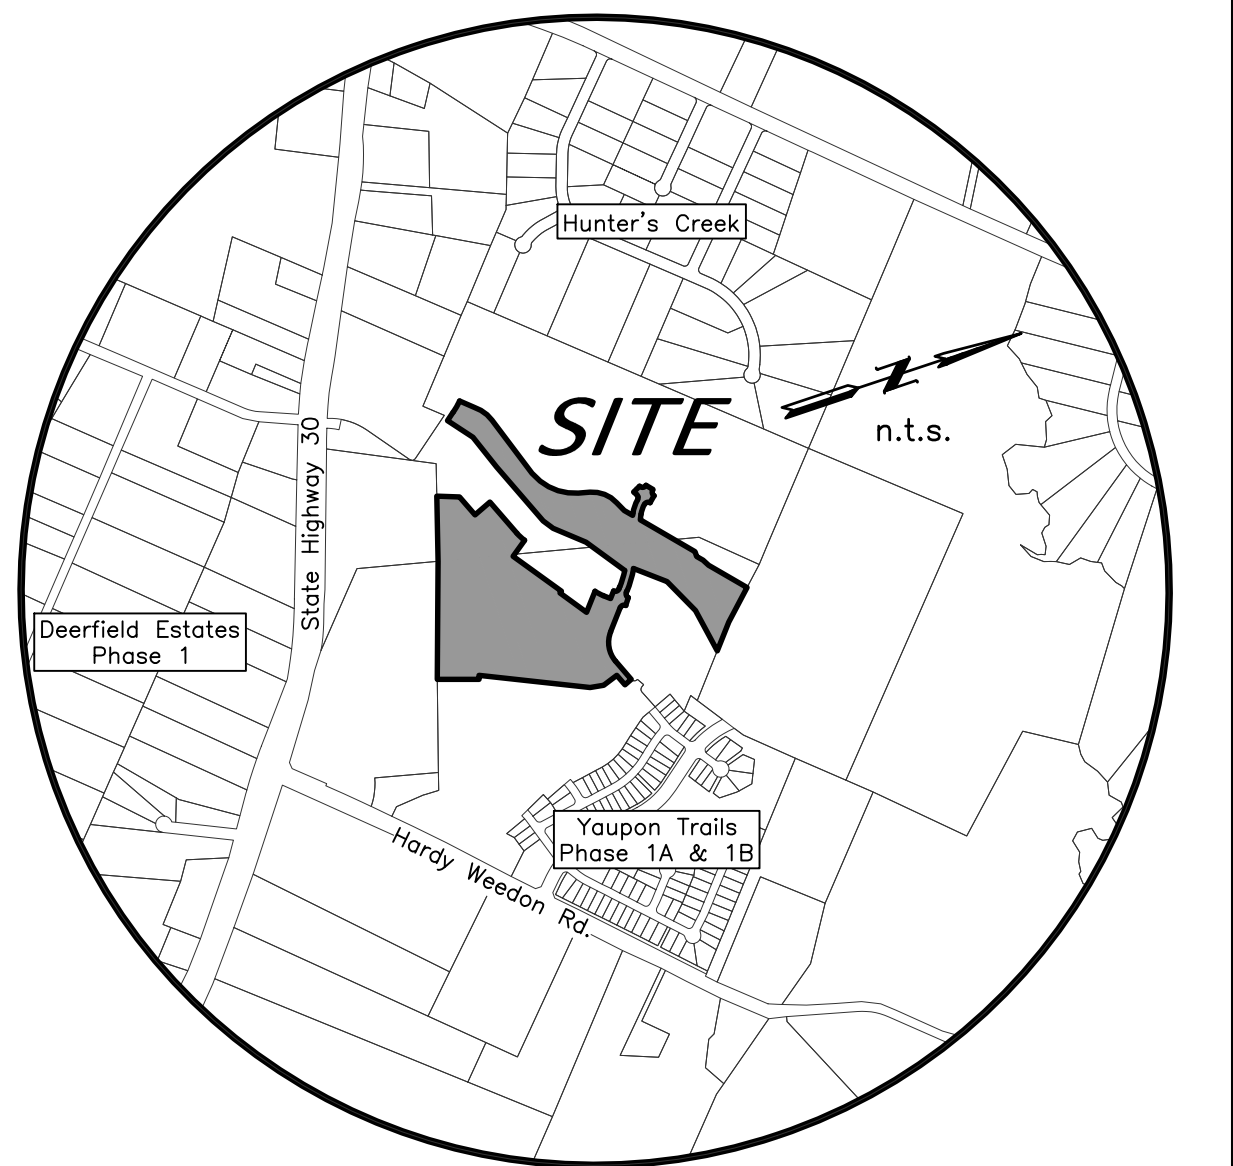 Hunter's Creek
N
n.t.s.
SITE
State Highway 30
Deerfield Estates
Phase 1
Yaupon Trails
Phase 1A & 1B
Hardy Weedon Rd.